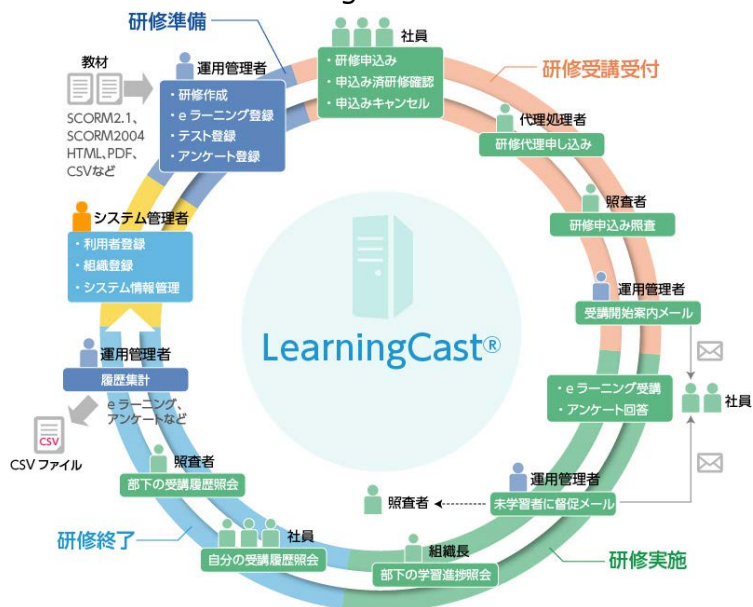 研修準備
社員
・研修申込み
・申込み済研修確認
・申込みキャンセル
研修受講受付
教材
SCORM2.1、
SCORM2004
HTML、PDF、
CSVなど
運用管理者
・研修作成
・eラーニング登録
・テスト登録
・アンケート登録
代理処理者
研修代理申し込み
照査者
研修申込み照査
システム管理者
・利用者登録
・組織登録
・システム情報管理
運用管理者
受講開始案内メール
LearningCast®
運用管理者
履歴集計
eラーニング、
アンケートなど
CSV
CSVファイル
・eラーニング受講
・アンケート回答
社員
照査者
部下の受講履歴照会
運用管理者
未学習者に督促メール
照査者
研修終了
社員
自分の受講履歴照会
組織長
部下の学習進捗照会
研修実施